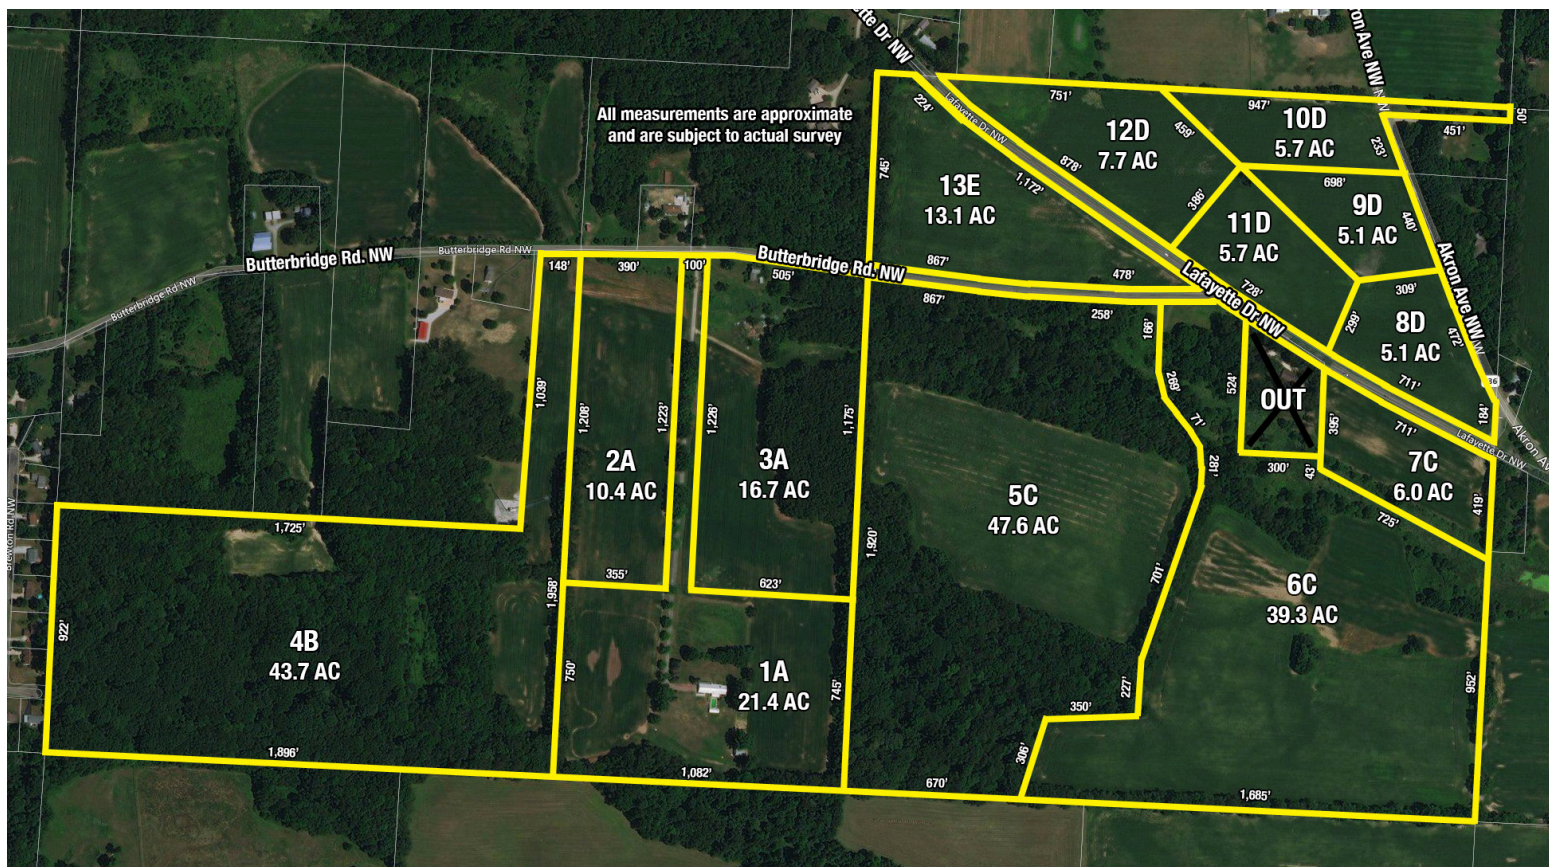 Lafayette Dr NW
Akron Ave NW
All measurements are approximate
and are subject to actual survey
751'
947'
50'
451'
224'
Lafayette Dr NW
12D
7.7 AC
459'
10D
5.7 AC
233'
745'
878'
1,172'
13E
13.1 AC
386'
698'
9D
5.1 AC
440'
11D
5.7 AC
Butterbridge Rd. NW
Butterbridge Rd NW
Butterbridge Rd NW
148'
390'
100'
505'
Butterbridge Rd. NW
867'
867'
478'
258'
Lafayette Dr NW
728'
309'
299'
8D
5.1 AC
472'
Akron Ave NW
711'
184'
166'
269'
71'
281'
524'
OUT
395'
300'
43'
711'
Lafayette Dr NW
7C
6.0 AC
419'
725'
1,039'
1,208'
1,223'
1,226'
1,175'
2A
10.4 AC
3A
16.7 AC
5C
47.6 AC
1,920'
701'
1,725'
355'
623'
1,958'
6C
39.3 AC
Brewton Rd NW
922'
4B
43.7 AC
750'
1A
21.4 AC
745'
227'
350'
306'
952'
1,896'
1,082'
670'
1,685'